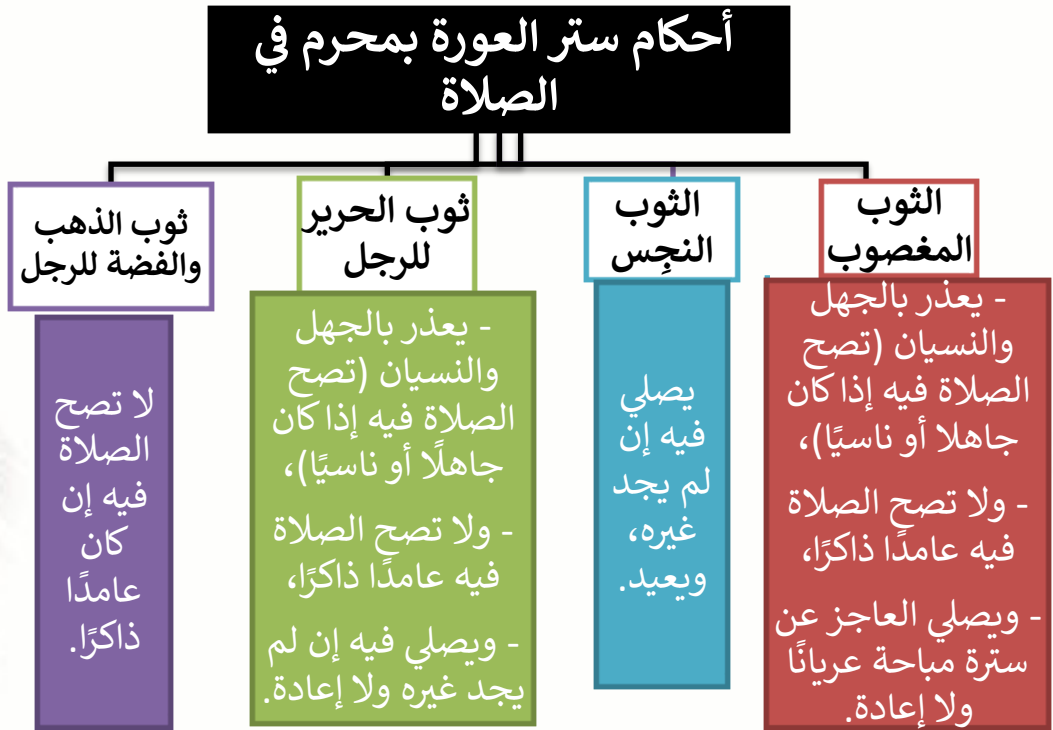 أحكام ستر العورة بمحرم في
الصلاة
الثوب
المغصوب
- يعذر بالجهل
والنسيان (تصح
الصلاة فيه إذا كان
جاهلا أو ناسيًا)،
- ولا تصح الصلاة
فيه عامدًا ذاكرًا،
- ويصلي العاجز عن
سترة مباحة عريانًا
ولا إعادة.
الثوب
النجِس
يصلي
فيه إن
لم يجد
غيره،
ويعيد.
ثوب الحرير
للرجل
- يعذر بالجهل
والنسيان (تصح
الصلاة فيه إذا كان
جاهلًا أو ناسيًا)،
- ولا تصح الصلاة
فيه عامدًا ذاكرًا،
- ويصلي فيه إن لم
يجد غيره ولا إعادة.
ثوب الذهب
والفضة للرجل
لا تصح
الصلاة
فيه إن
كان
عامدًا
ذاكرًا.